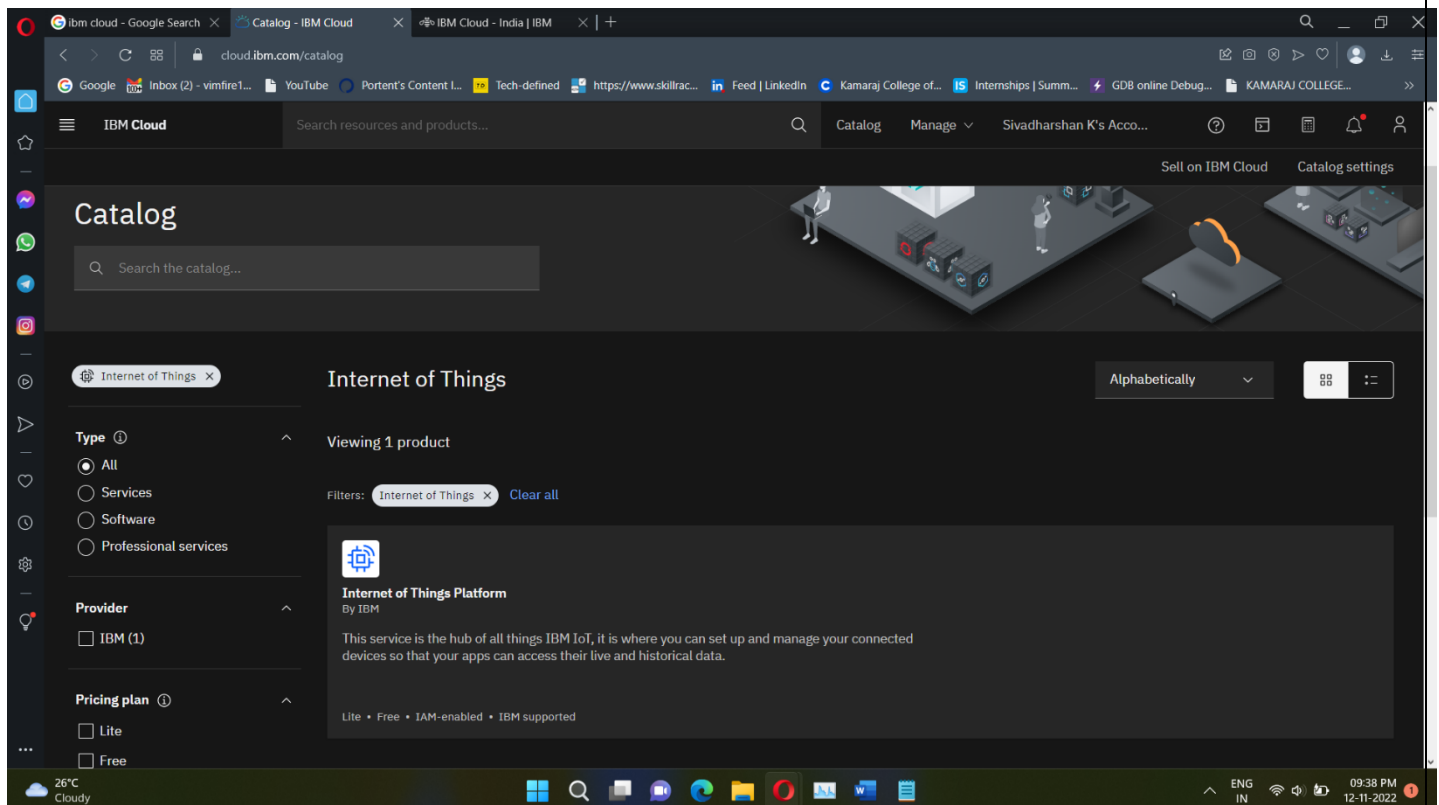 ibm cloud - Google Search
Catalog - IBM Cloud
IBM Cloud - India | IBM
cloud.ibm.com/catalog
Google
Inbox (2) - vimfire1...
YouTube
Portent's Content I...
Tech-defined
https://www.skillrac...
Feed | LinkedIn
Kamaraj College of...
IS Internships | Summ...
GDB online Debug...
KAMARAJ COLLEGE...
IBM Cloud
Search resources and products...
Catalog
Manage
Sivadharshan K's Acco...
Sell on IBM Cloud
Catalog settings
Catalog
Search the catalog...
Internet of Things
Internet of Things
Alphabetically
Type
All
Services
Software
Professional services
Provider
IBM (1)
Pricing plan
Lite
Free
Viewing 1 product
Filters: Internet of Things Clear all
Internet of Things Platform
By IBM
This service is the hub of all things IBM IoT, it is where you can set up and manage your connected
devices so that your apps can access their live and historical data.
Lite • Free • IAM-enabled • IBM supported
26°C
Cloudy
ENG
IN
09:38 PM
12-11-2022
1